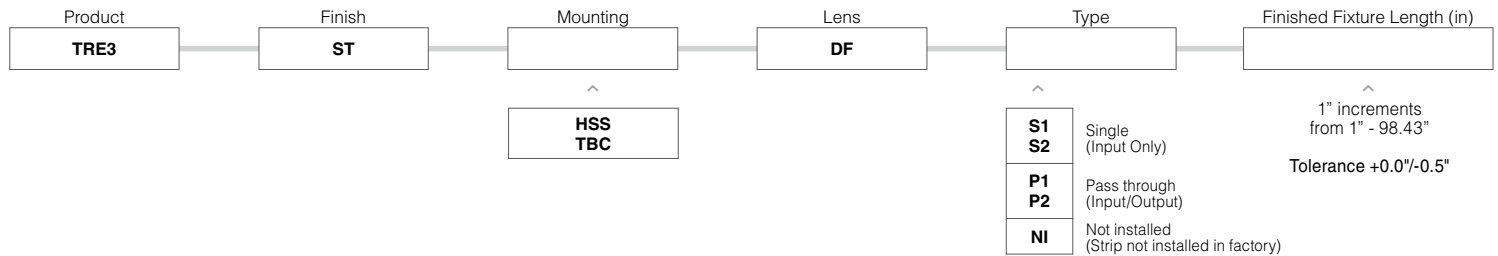 Product
Finish
Mounting
Lens
Type
Finished Fixture Length (in)
TRE3
ST
DF
HSS
TBC
S1
S2
Single
(Input Only)
P1
P2
Pass through
(Input/Output)
NI
Not installed
(Strip not installed in factory)
1” increments
from 1” - 98.43”
Tolerance +0.0"/-0.5"